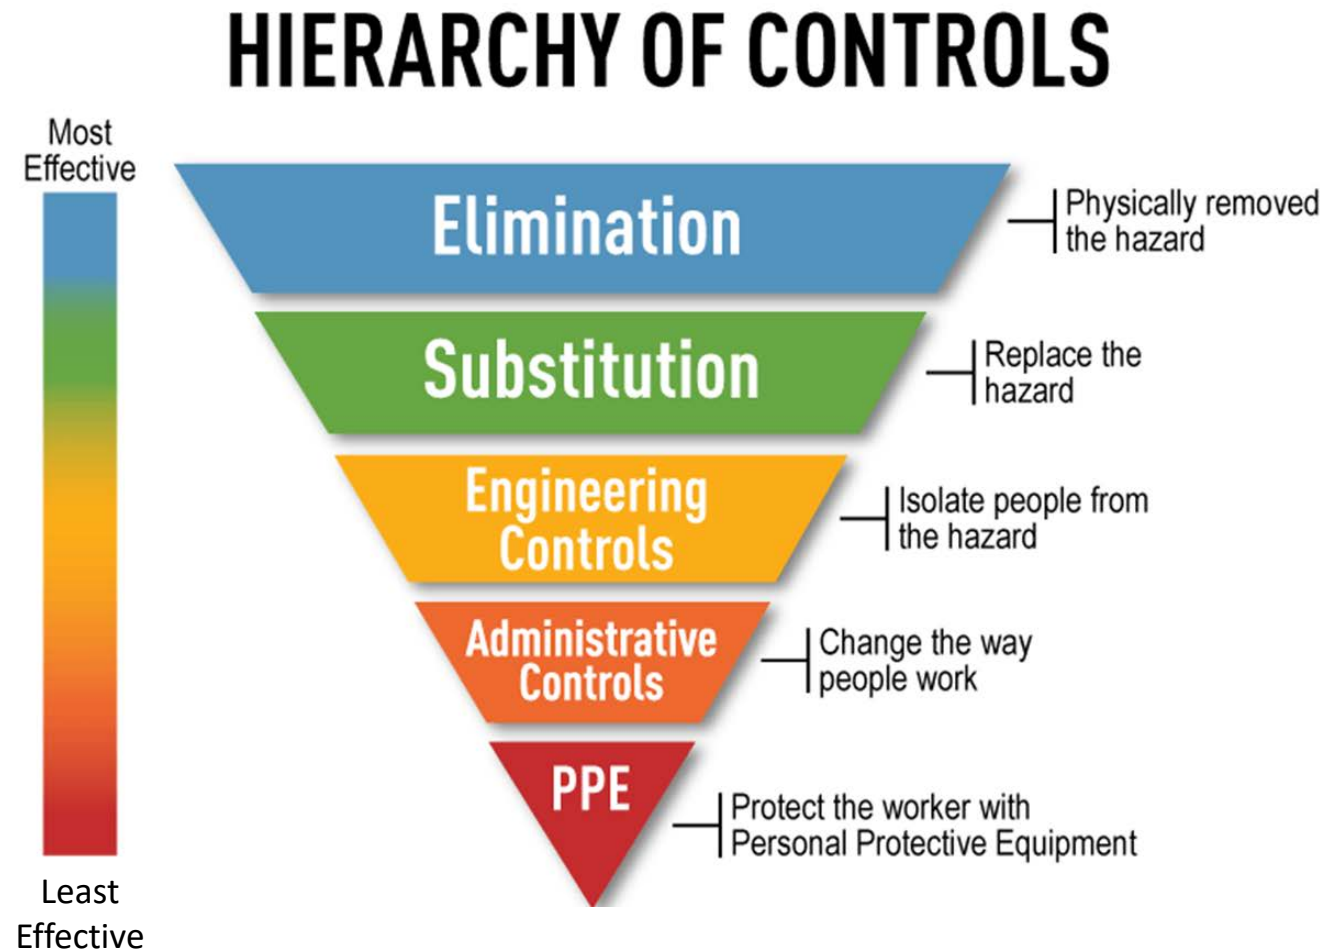 HIERARCHY OF CONTROLS
Most
Effective
Elimination
Physically removed
the hazard
Substitution
Replace the
hazard
Engineering
Controls
Isolate people from
the hazard
Administrative
Controls
Change the way
people work
PPE
Protect the worker with
Personal Protective Equipment
Least
Effective